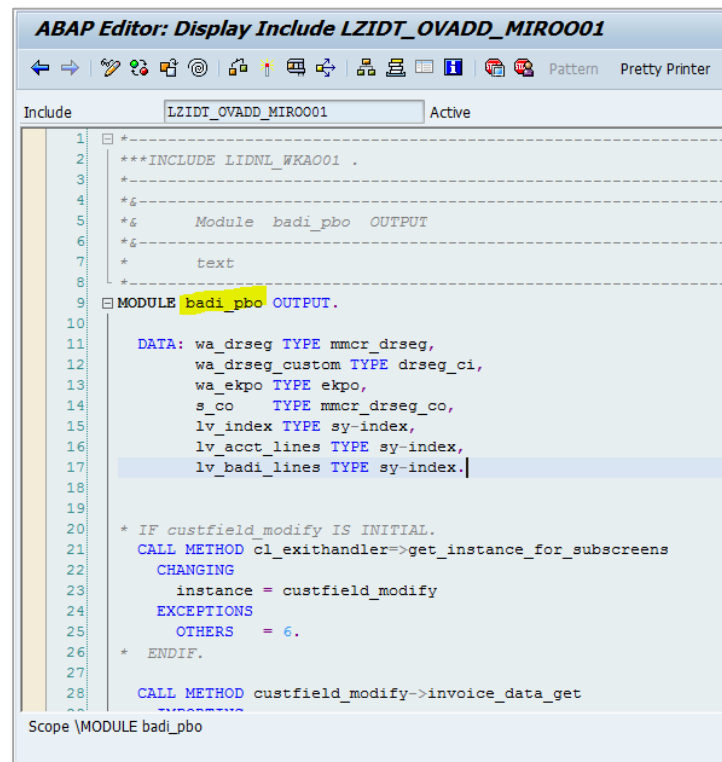 ABAP Editor: Display Include LZIDT_OVADD_MIROO01
Pattern Pretty Printer
Include LZIDT_OVADD_MIROO01 Active
1 *----------------------------------------------------------------------
2 ***INCLUDE LIDNL_WKAO01 .
3 *----------------------------------------------------------------------
4 *&---------------------------------------------------------------------
5 *& Module badi_pbo OUTPUT
6 *&---------------------------------------------------------------------
7 * text
8 *----------------------------------------------------------------------
9 MODULE badi_pbo OUTPUT.
10
11 DATA: wa_drseg TYPE mmcr_drseg,
12 wa_drseg_custom TYPE drseg_ci,
13 wa_ekpo TYPE ekpo,
14 s_co TYPE mmcr_drseg_co,
15 lv_index TYPE sy-index,
16 lv_acct_lines TYPE sy-index,
17 lv_badi_lines TYPE sy-index.
18
19
20 * IF custfield_modify IS INITIAL.
21 CALL METHOD cl_exithandler=>get_instance_for_subscreens
22 CHANGING
23 instance = custfield_modify
24 EXCEPTIONS
25 OTHERS = 6.
26 * ENDIF.
27
28 CALL METHOD custfield_modify->invoice_data_get
Scope \MODULE badi_pbo